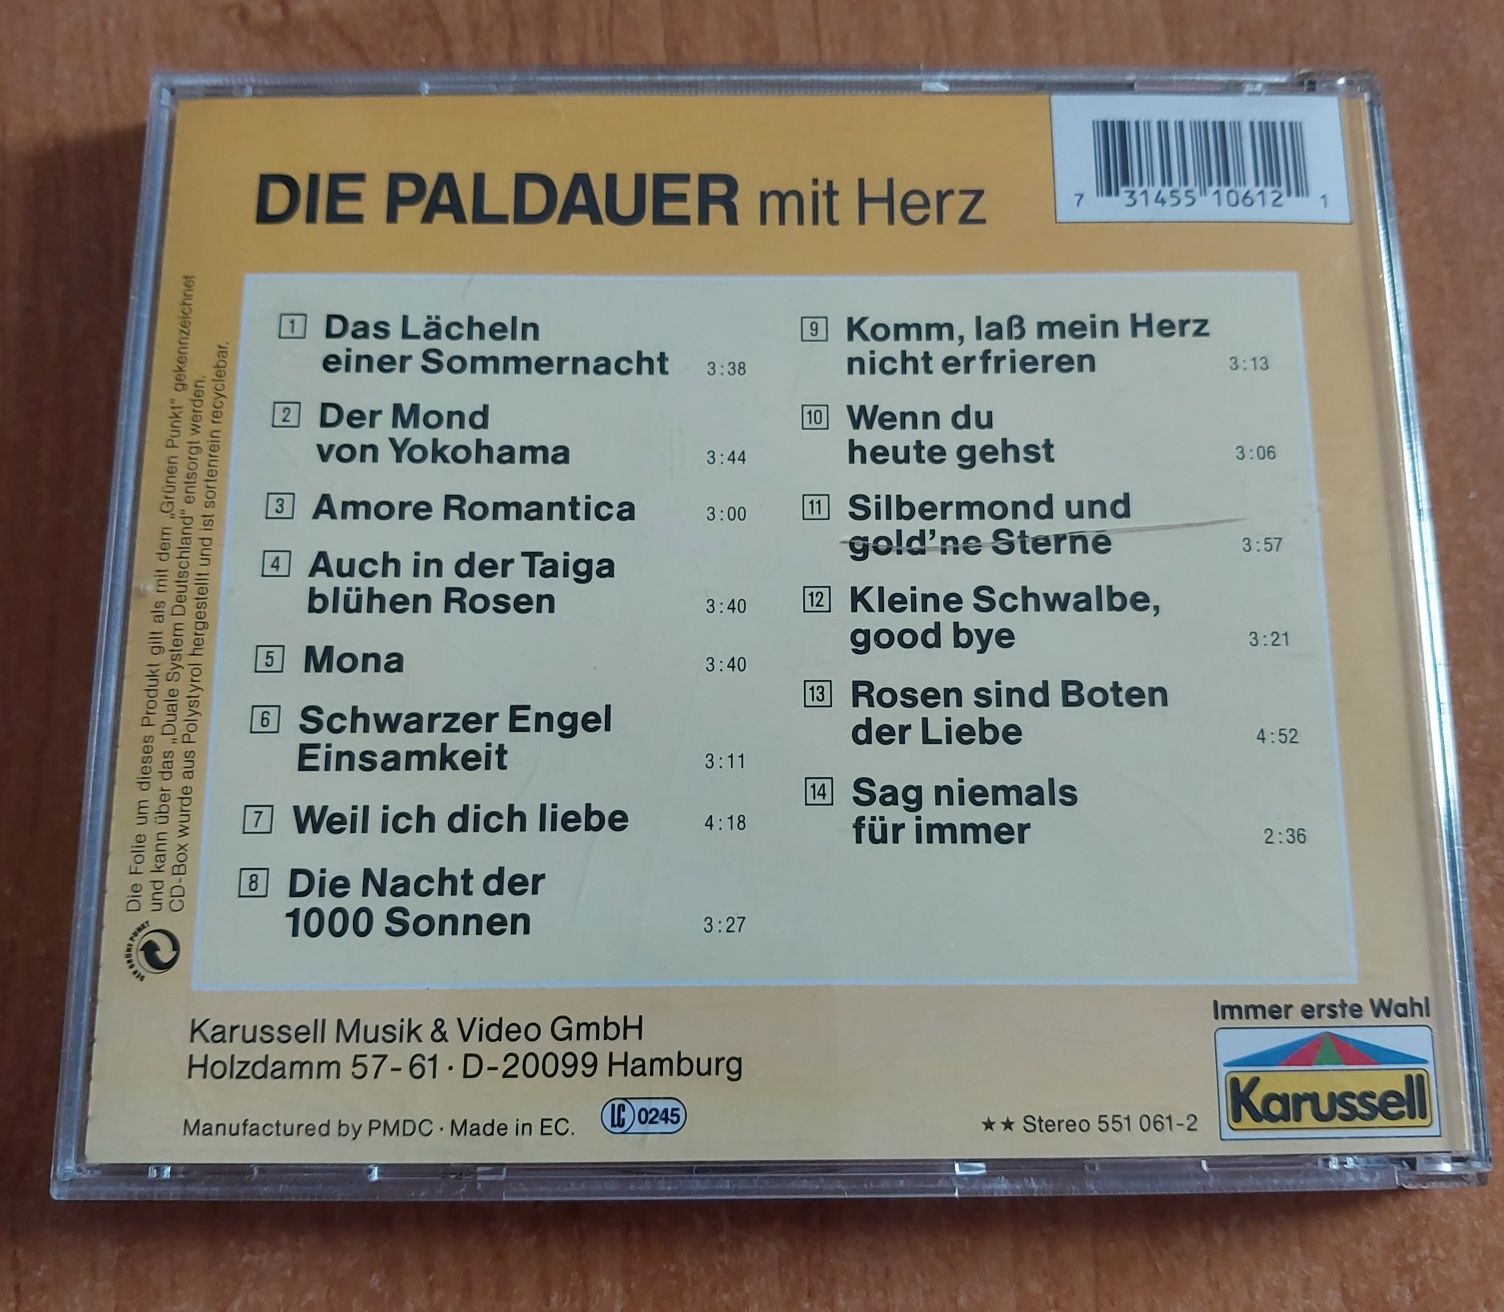 DIE PALDAUER mit Herz
7 31455 10612 1
1 Das Lächeln
einer Sommernacht 3:38
2 Der Mond
von Yokohama 3:44
3 Amore Romantica 3:00
4 Auch in der Taiga
blühen Rosen 3:40
5 Mona 3:40
6 Schwarzer Engel
Einsamkeit 3:11
7 Weil ich dich liebe 4:18
8 Die Nacht der
1000 Sonnen 3:27
9 Komm, laß mein Herz
nicht erfrieren 3:13
10 Wenn du
heute gehst 3:06
11 Silbermond und
gold'ne Sterne 3:57
12 Kleine Schwalbe,
good bye 3:21
13 Rosen sind Boten
der Liebe 4:52
14 Sag niemals
für immer 2:36
Die Folie um dieses Produkt gilt als mit dem „Grünen Punkt" gekennzeichnet
und kann über das „Duale System Deutschland" entsorgt werden.
CD-Box wurde aus Polystyrol hergestellt und ist sortenrein recyclebar.
DER GRÜNE PUNKT
Karussell Musik & Video GmbH
Holzdamm 57-61 · D-20099 Hamburg
Manufactured by PMDC · Made in EC. LC 0245
★★ Stereo 551 061-2
Immer erste Wahl
Karussell